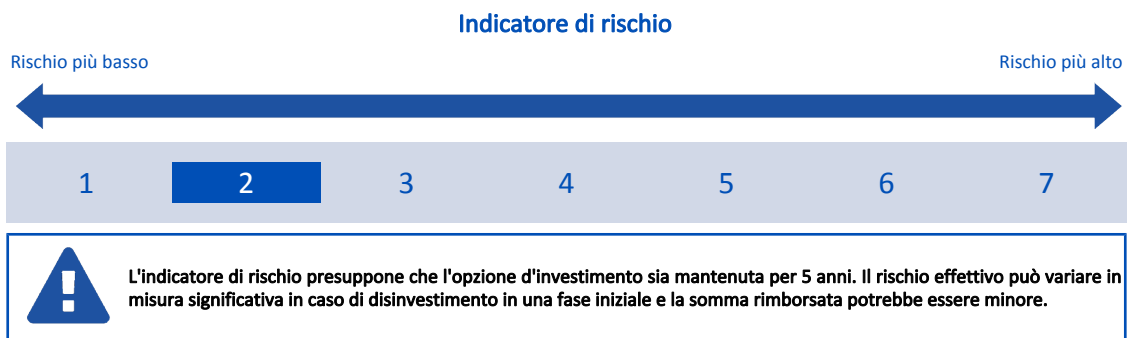 Indicatore di rischio
Rischio più basso
Rischio più alto
1 2 3 4 5 6 7
L'indicatore di rischio presuppone che l'opzione d'investimento sia mantenuta per 5 anni. Il rischio effettivo può variare in
misura significativa in caso di disinvestimento in una fase iniziale e la somma rimborsata potrebbe essere minore.